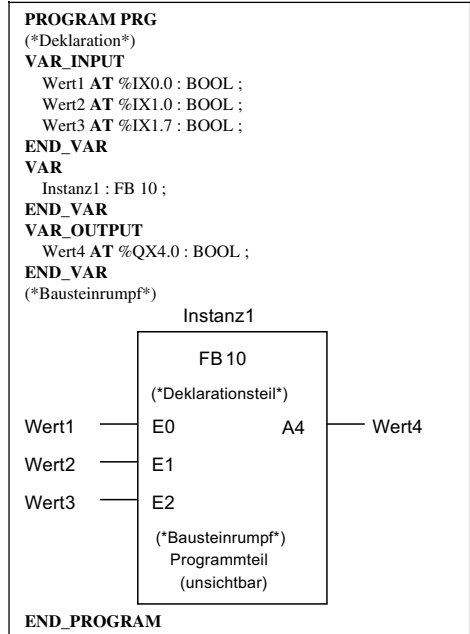 PROGRAM PRG
(*Deklaration*)
VAR_INPUT
Wert1 AT %IX0.0 : BOOL ;
Wert2 AT %IX1.0 : BOOL ;
Wert3 AT %IX1.7 : BOOL ;
END_VAR
VAR
Instanz1 : FB 10 ;
END_VAR
VAR_OUTPUT
Wert4 AT %QX4.0 : BOOL ;
END_VAR
(*Bausteinrumpf*)
Instanz1
FB 10
(*Deklarationsteil*)
Wert1 E0 A4 Wert4
Wert2 E1
Wert3 E2
(*Bausteinrumpf*)
Programmteil
(unsichtbar)
END_PROGRAM